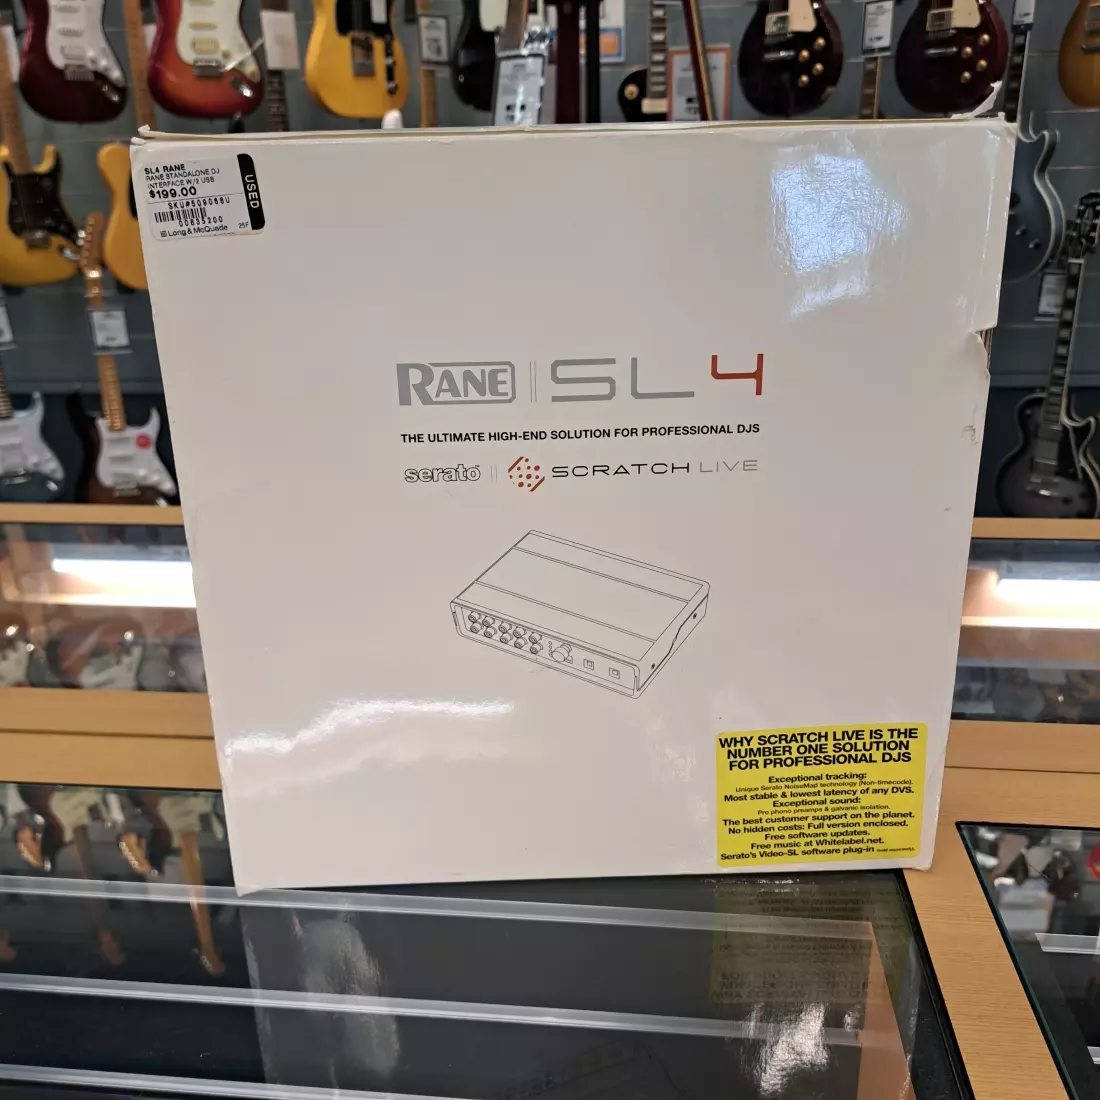 SL4 RANE
RANE STANDALONE DJ
INTERFACE W/2 USB
$199.00
USED
SKU#509068U
00835200
Long & McQuade 25F
RANE SL4
THE ULTIMATE HIGH-END SOLUTION FOR PROFESSIONAL DJS
serato SCRATCH LIVE
WHY SCRATCH LIVE IS THE
NUMBER ONE SOLUTION
FOR PROFESSIONAL DJS
Exceptional tracking:
Unique Serato NoiseMap technology (Non-timecode).
Most stable & lowest latency of any DVS.
Exceptional sound:
Pro phono preamps & galvanic isolation.
The best customer support on the planet.
No hidden costs: Full version enclosed.
Free software updates.
Free music at Whitelabel.net.
Serato's Video-SL software plug-in